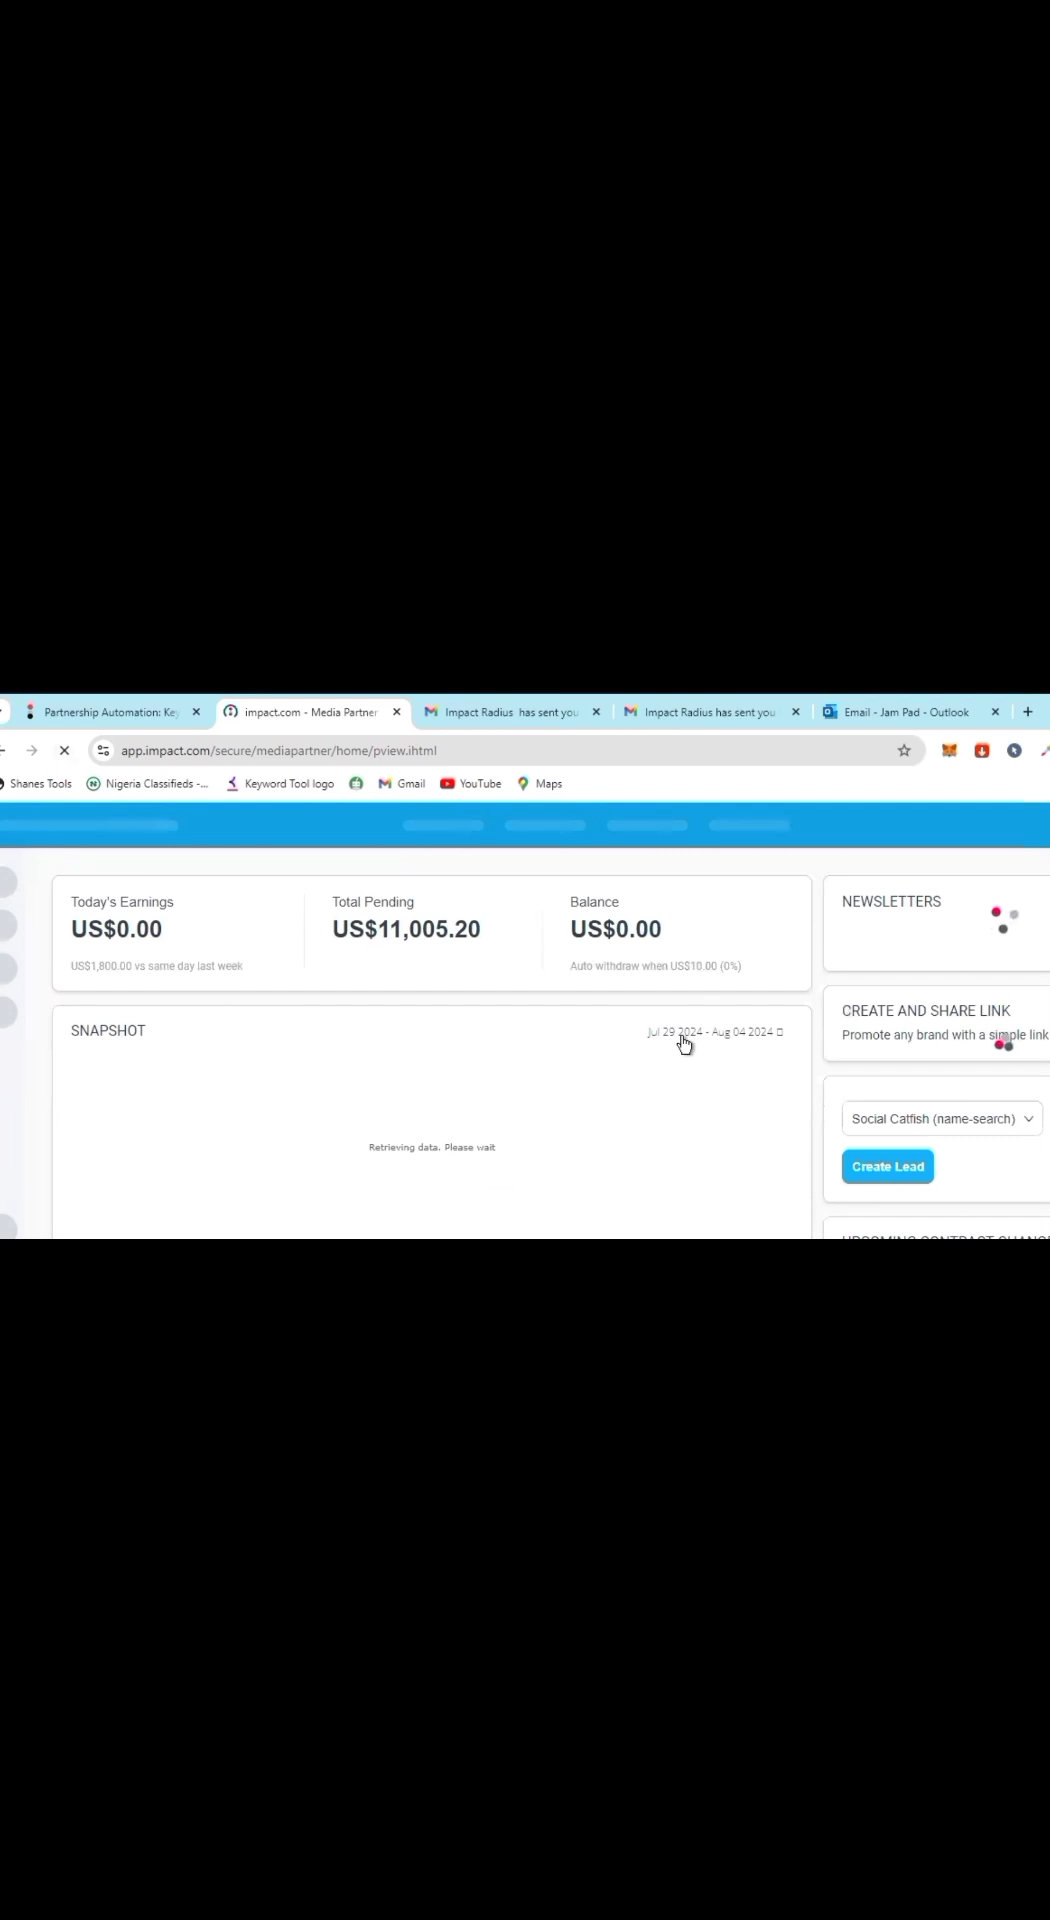 Partnership Automation: Key
impact.com - Media Partner
Impact Radius has sent you
Impact Radius has sent you
Email - Jam Pad - Outlook
app.impact.com/secure/mediapartner/home/pview.ihtml
Shanes Tools
Nigeria Classifieds -...
Keyword Tool logo
Gmail
YouTube
Maps
Today's Earnings
US$0.00
US$1,800.00 vs same day last week
Total Pending
US$11,005.20
Balance
US$0.00
Auto withdraw when US$10.00 (0%)
NEWSLETTERS
SNAPSHOT
Jul 29 2024 - Aug 04 2024
Retrieving data. Please wait
CREATE AND SHARE LINK
Promote any brand with a simple link
Social Catfish (name-search)
Create Lead